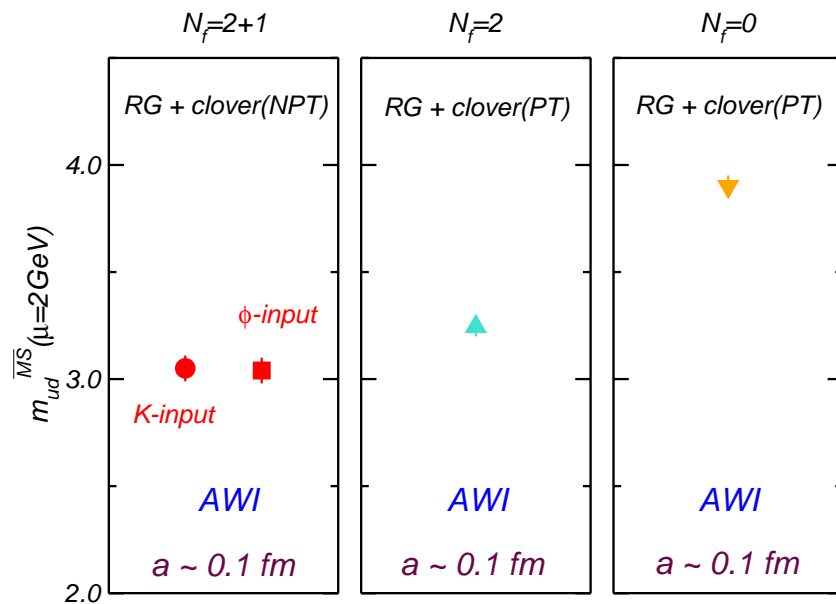 N_f=2+1
N_f=2
N_f=0
RG + clover(NPT)
RG + clover(PT)
RG + clover(PT)
4.0
3.0
2.0
m_ud^MS̅(μ=2GeV)
ϕ-input
K-input
AWI
AWI
AWI
a ~ 0.1 fm
a ~ 0.1 fm
a ~ 0.1 fm